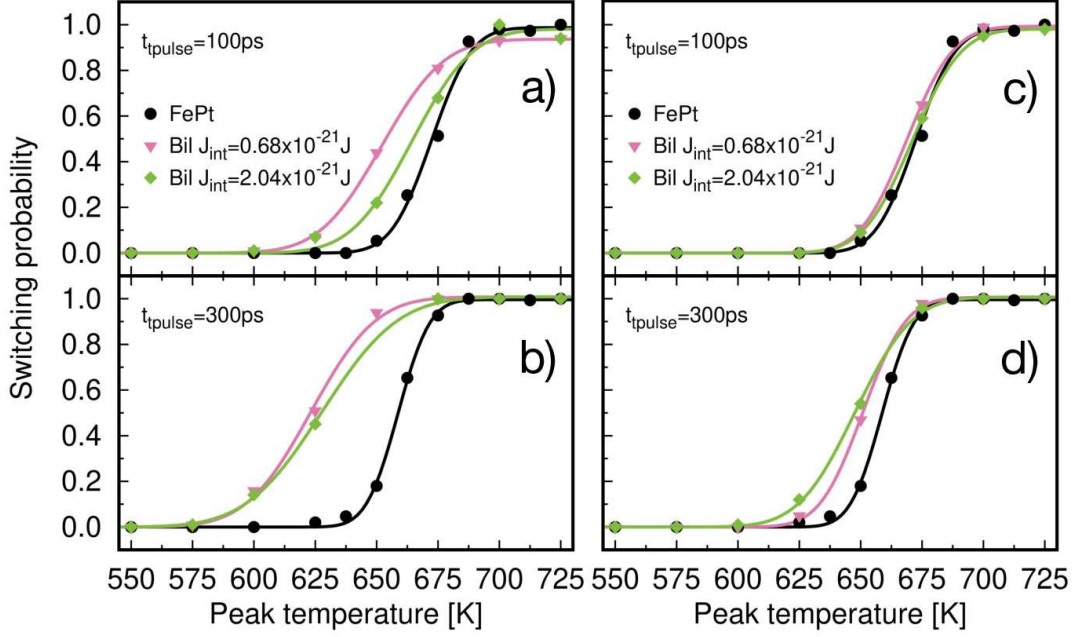 Switching probability
1.0
0.8
0.6
0.4
0.2
0.0
t_tpulse=100ps
a)
FePt
Bil J_int=0.68x10^-21J
Bil J_int=2.04x10^-21J
t_tpulse=100ps
c)
FePt
Bil J_int=0.68x10^-21J
Bil J_int=2.04x10^-21J
1.0
0.8
0.6
0.4
0.2
0.0
t_tpulse=300ps
b)
t_tpulse=300ps
d)
550 575 600 625 650 675 700 725
550 575 600 625 650 675 700 725
Peak temperature [K]
Peak temperature [K]